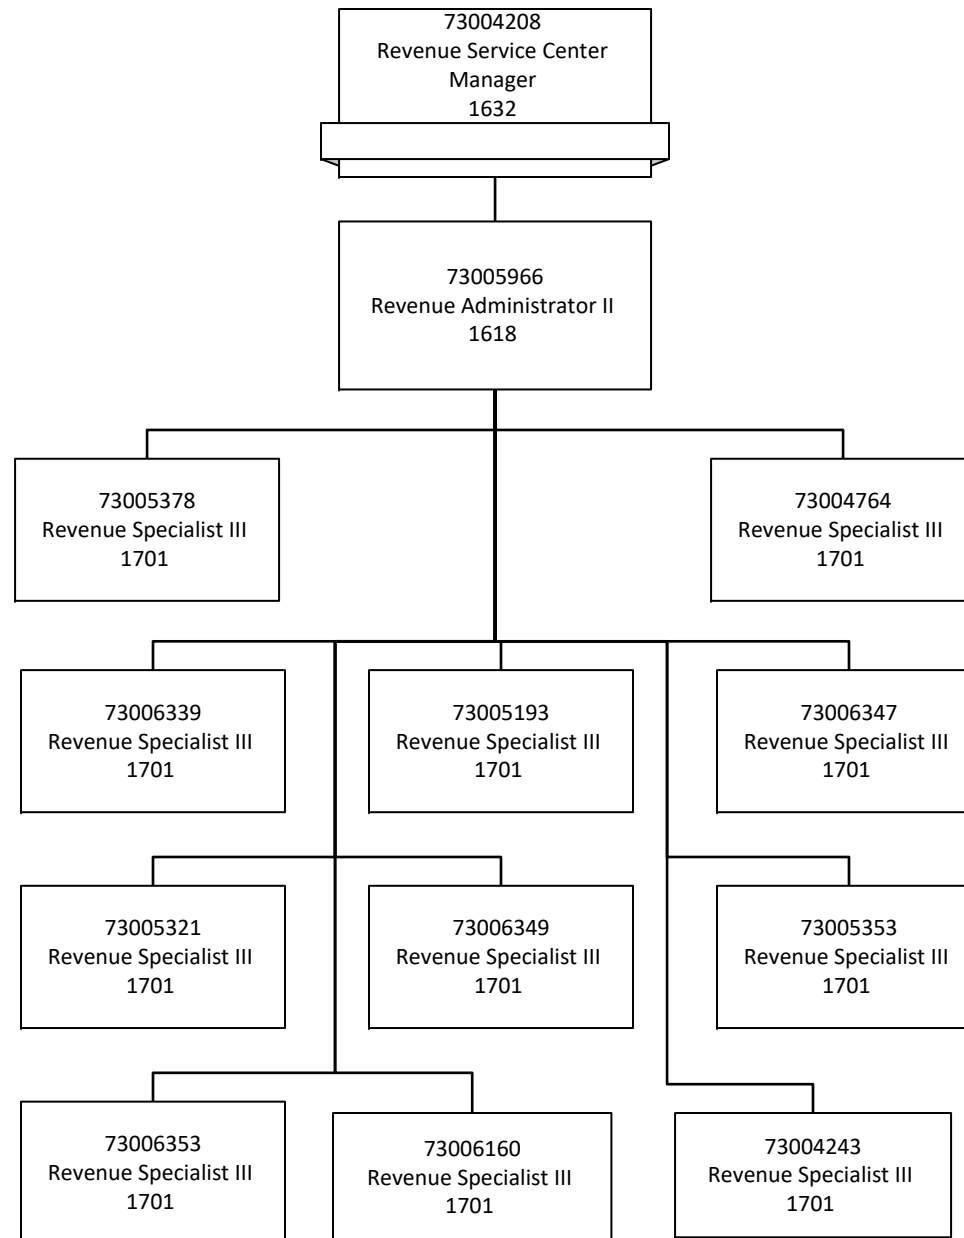 73004208
Revenue Service Center
Manager
1632
73005966
Revenue Administrator II
1618
73005378
Revenue Specialist III
1701
73004764
Revenue Specialist III
1701
73006339
Revenue Specialist III
1701
73005193
Revenue Specialist III
1701
73006347
Revenue Specialist III
1701
73005321
Revenue Specialist III
1701
73006349
Revenue Specialist III
1701
73005353
Revenue Specialist III
1701
73006353
Revenue Specialist III
1701
73006160
Revenue Specialist III
1701
73004243
Revenue Specialist III
1701